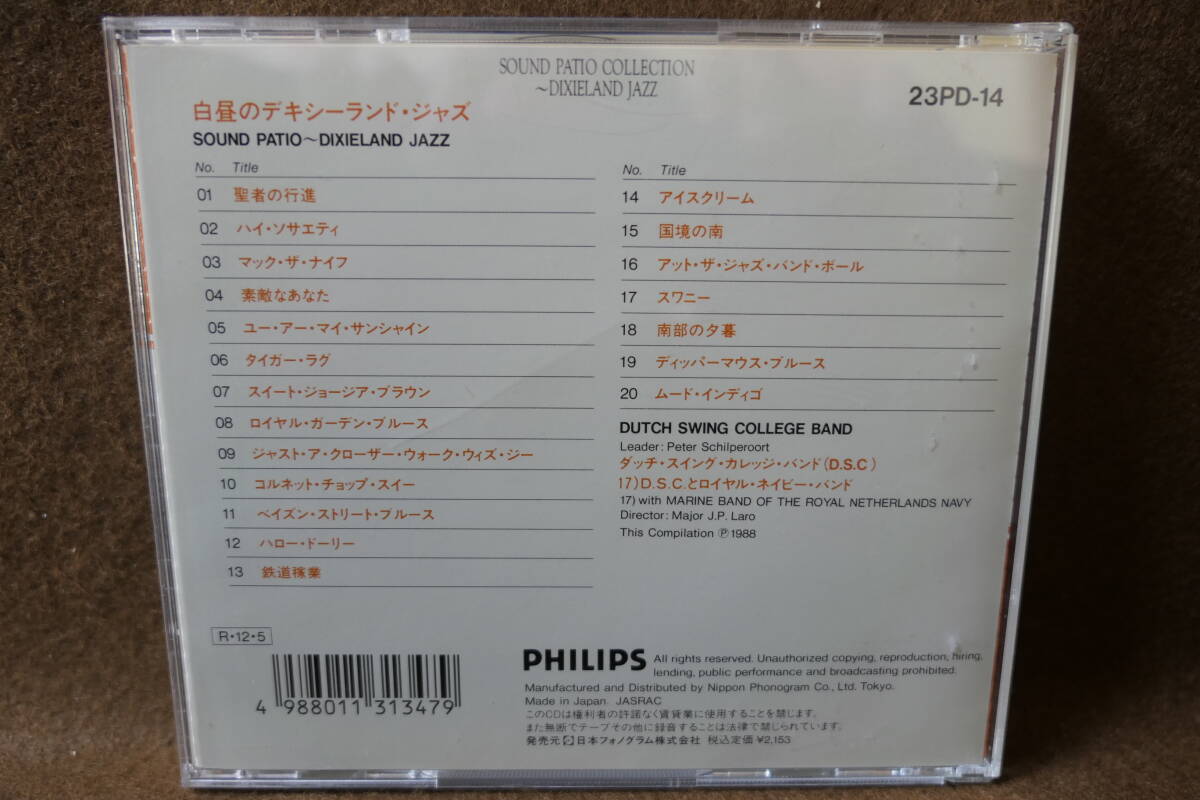 SOUND PATIO COLLECTION
~DIXIELAND JAZZ
23PD-14
白昼のデキシーランド・ジャズ
SOUND PATIO~DIXIELAND JAZZ
No. Title
01 聖者の行進
02 ハイ・ソサエティ
03 マック・ザ・ナイフ
04 素敵なあなた
05 ユー・アー・マイ・サンシャイン
06 タイガー・ラグ
07 スイート・ジョージア・ブラウン
08 ロイヤル・ガーデン・ブルース
09 ジャスト・ア・クローザー・ウォーク・ウィズ・ジー
10 コルネット・チョップ・スイー
11 ベイズン・ストリート・ブルース
12 ハロー・ドーリー
13 鉄道稼業
No. Title
14 アイスクリーム
15 国境の南
16 アット・ザ・ジャズ・バンド・ボール
17 スワニー
18 南部の夕暮
19 ディッパーマウス・ブルース
20 ムード・インディゴ
DUTCH SWING COLLEGE BAND
Leader: Peter Schilperoort
ダッチ・スイング・カレッジ・バンド(D.S.C)
17)D.S.C.とロイヤル・ネイビー・バンド
17) with MARINE BAND OF THE ROYAL NETHERLANDS NAVY
Director: Major J.P. Laro
This Compilation Ⓟ1988
R・12・5
4 988011 313479
PHILIPS All rights reserved. Unauthorized copying, reproduction, hiring,
lending, public performance and broadcasting prohibited.
Manufactured and Distributed by Nippon Phonogram Co., Ltd. Tokyo.
Made in Japan. JASRAC
このCDは権利者の許諾なく賃貸業に使用することを禁じます。
また無断でテープその他に録音することは法律で禁じられています。
発売元 日本フォノグラム株式会社 税込定価 ¥2,153